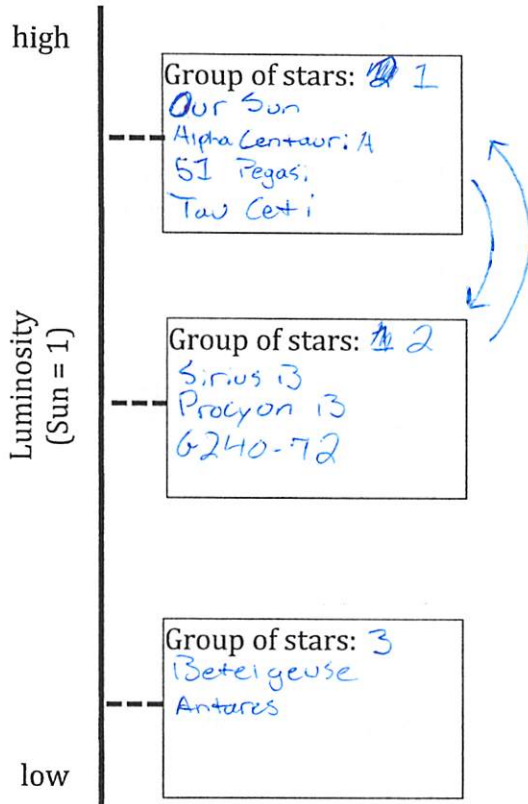 high
Group of stars: 1
Our Sun
Alpha Centauri A
51 Pegasi
Tau Ceti
Luminosity
(Sun = 1)
Group of stars: 2
Sirius B
Procyon B
G240-72
Group of stars: 3
Betelgeuse
Antares
low